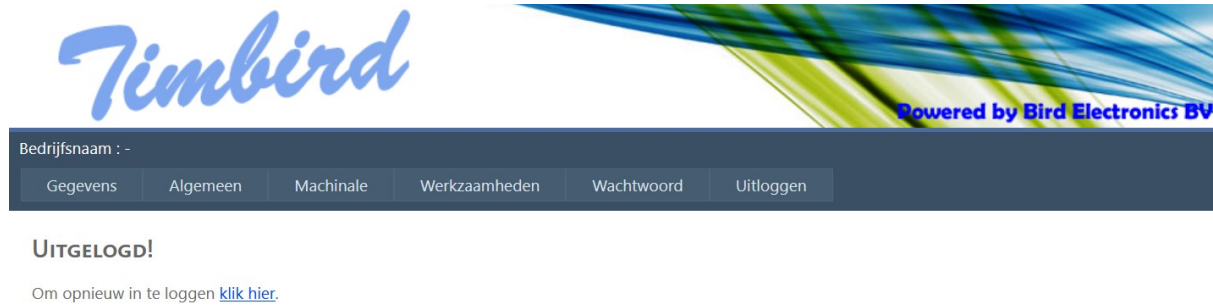 Timbird
Powered by Bird Electronics BV
Bedrijfsnaam : -
Gegevens Algemeen Machinale Werkzaamheden Wachtwoord Uitloggen
UITGELOGD!
Om opnieuw in te loggen klik hier.